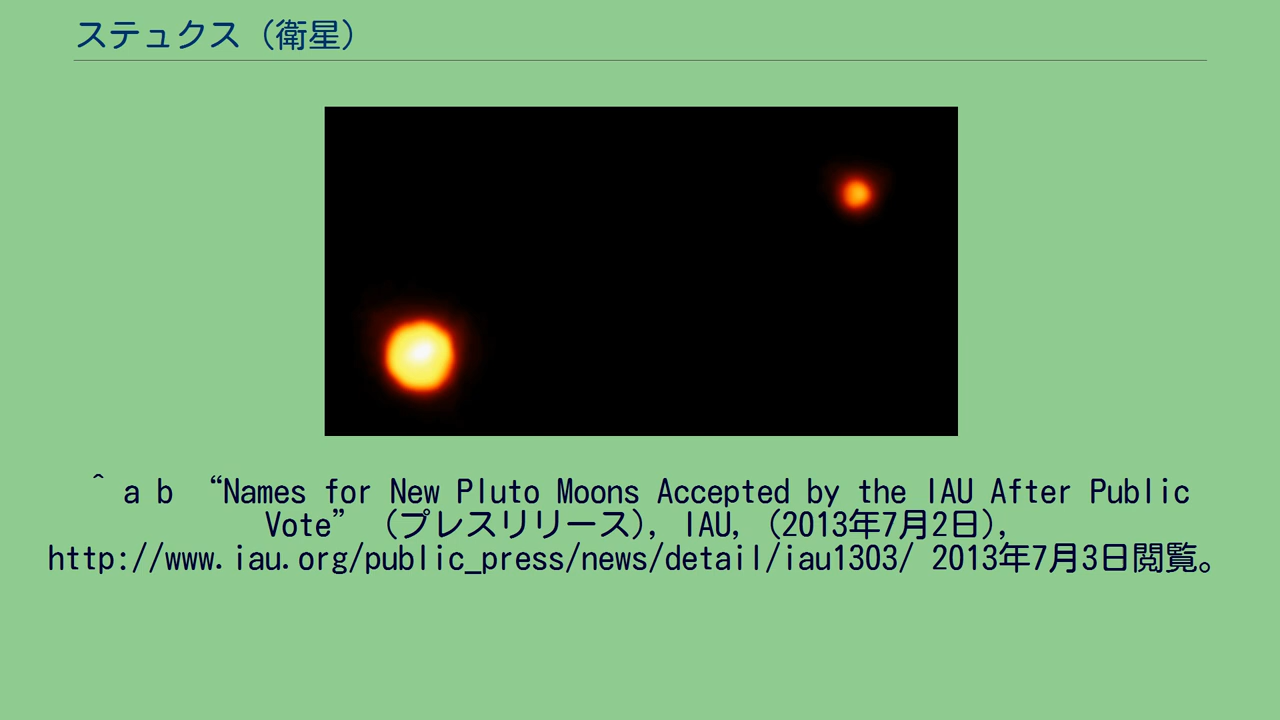 ステュクス（衛星）
^ a b “Names for New Pluto Moons Accepted by the IAU After Public
Vote” （プレスリリース）, IAU, （2013年7月2日）,
http://www.iau.org/public_press/news/detail/iau1303/ 2013年7月3日閲覧。